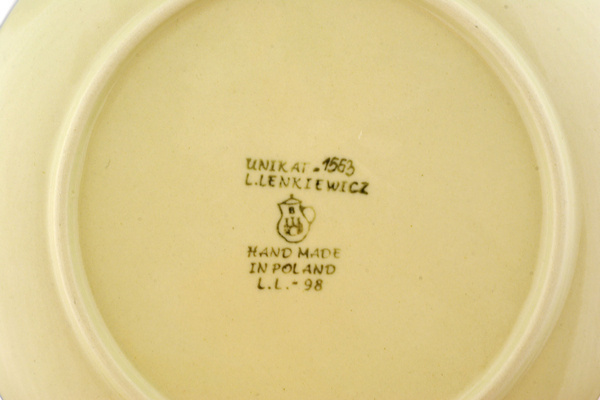 UNIKAT - 1553
L.LENKIEWICZ
B
HAND MADE
IN POLAND
L.L.- 98